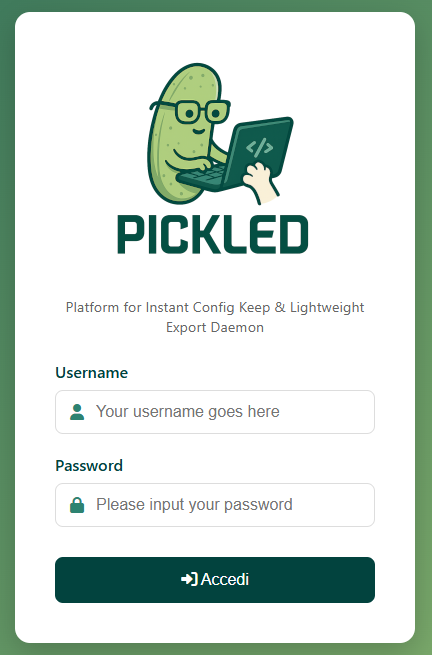 </>
PICKLED
Platform for Instant Config Keep & Lightweight
Export Daemon
Username
Your username goes here
Password
Please input your password
Accedi